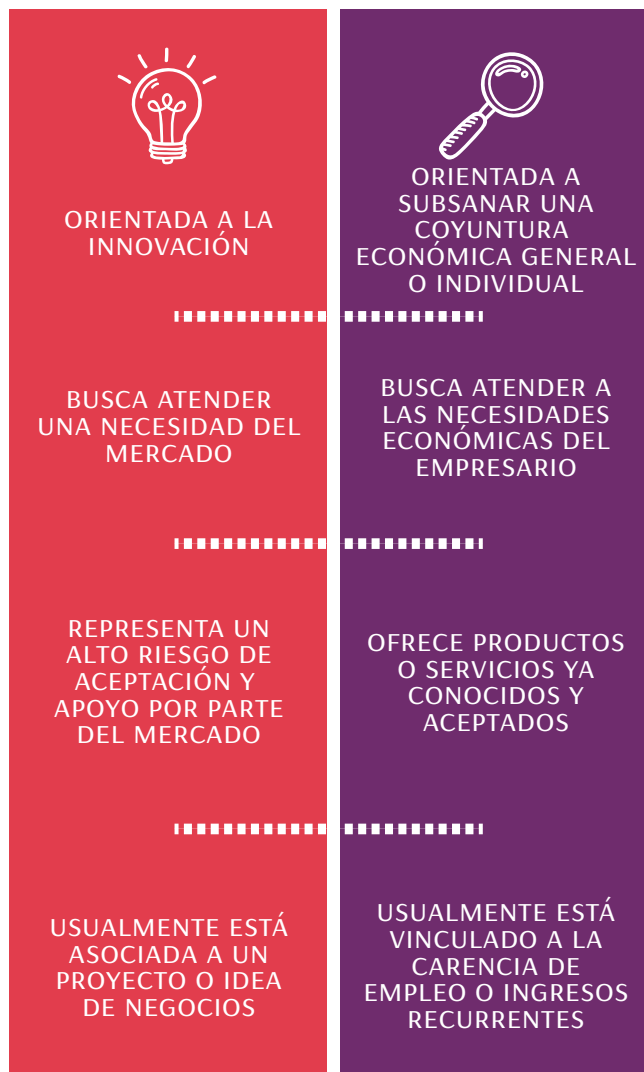 ORIENTADA A LA
INNOVACIÓN
BUSCA ATENDER
UNA NECESIDAD DEL
MERCADO
REPRESENTA UN
ALTO RIESGO DE
ACEPTACIÓN Y
APOYO POR PARTE
DEL MERCADO
USUALMENTE ESTÁ
ASOCIADA A UN
PROYECTO O IDEA
DE NEGOCIOS
ORIENTADA A
SUBSANAR UNA
COYUNTURA
ECONÓMICA GENERAL
O INDIVIDUAL
BUSCA ATENDER A
LAS NECESIDADES
ECONÓMICAS DEL
EMPRESARIO
OFRECE PRODUCTOS
O SERVICIOS YA
CONOCIDOS Y
ACEPTADOS
USUALMENTE ESTÁ
VINCULADO A LA
CARENCIA DE
EMPLEO O INGRESOS
RECURRENTES